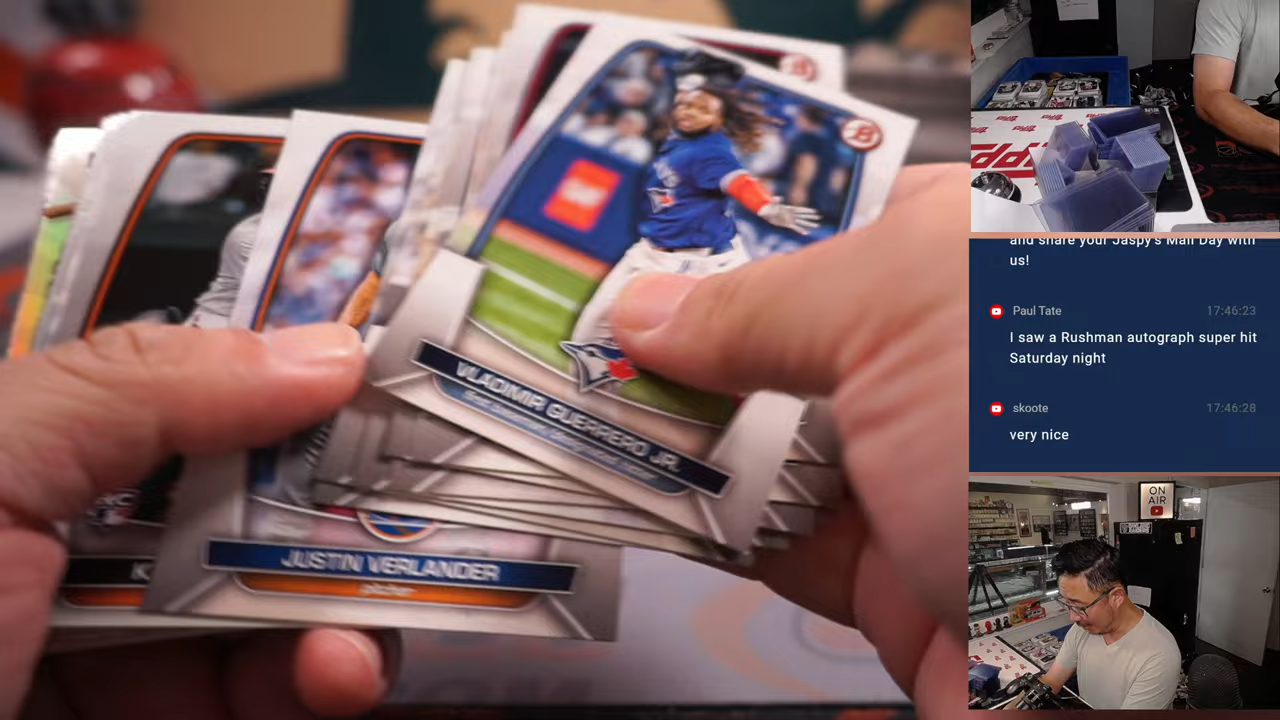 VLADIMIR GUERRERO JR.
JUSTIN VERLANDER
pitcher
K
and share your Jaspy's Mail Day with
us!
Paul Tate 17:46:23
I saw a Rushman autograph super hit
Saturday night
skoote 17:46:28
very nice
ON
AIR